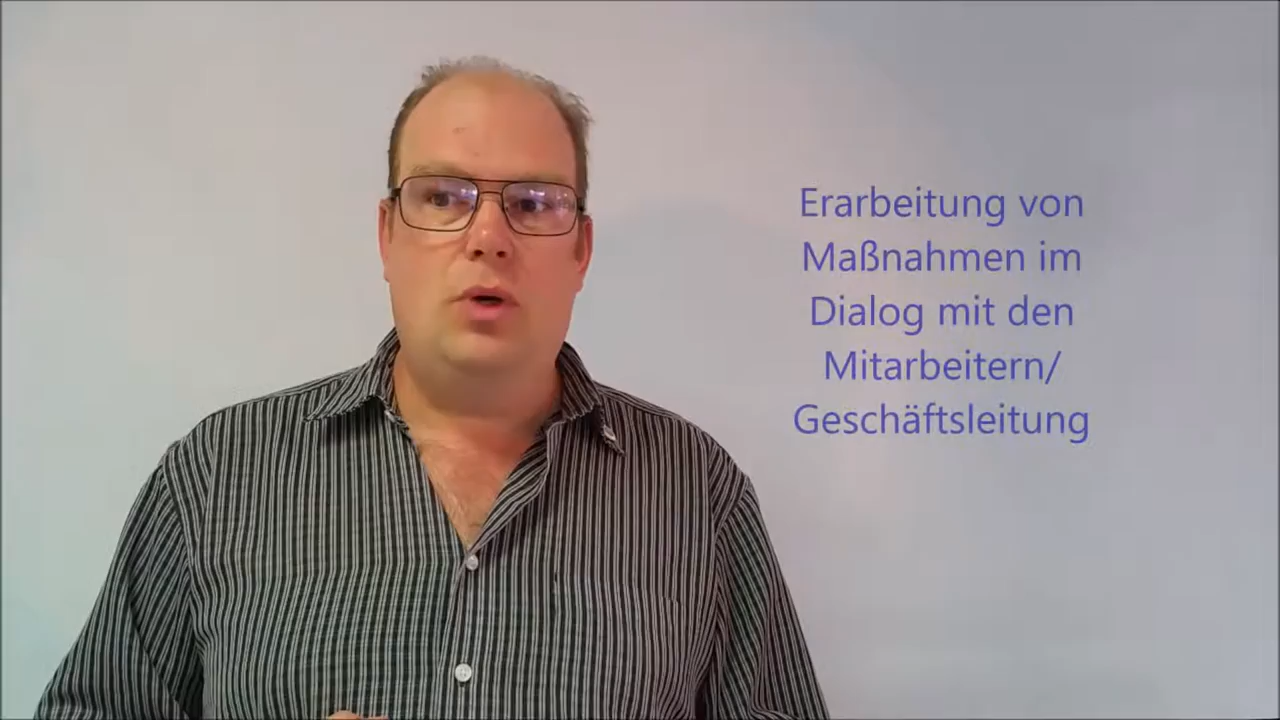 Erarbeitung von
Maßnahmen im
Dialog mit den
Mitarbeitern/
Geschäftsleitung